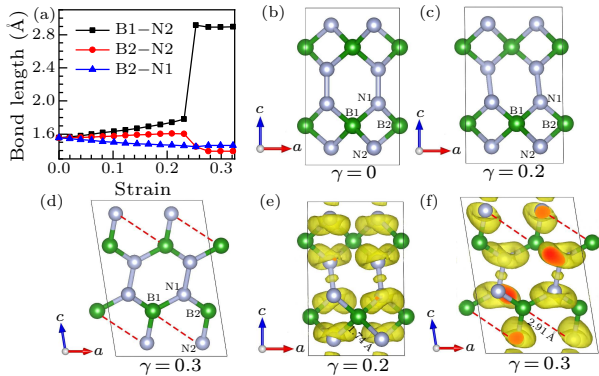 (a)
Bond length (Å)
2.8
2.2
1.6
0.0
0.1
0.2
0.3
Strain
B1−N2
B2−N2
B2−N1
(b)
N1
B1
B2
N2
c
a
γ=0
(c)
N1
B1
B2
N2
c
a
γ=0.2
(d)
N1
B1
B2
N2
c
a
γ=0.3
(e)
c
a
γ=0.2
(f)
2.91 Å
c
a
γ=0.3